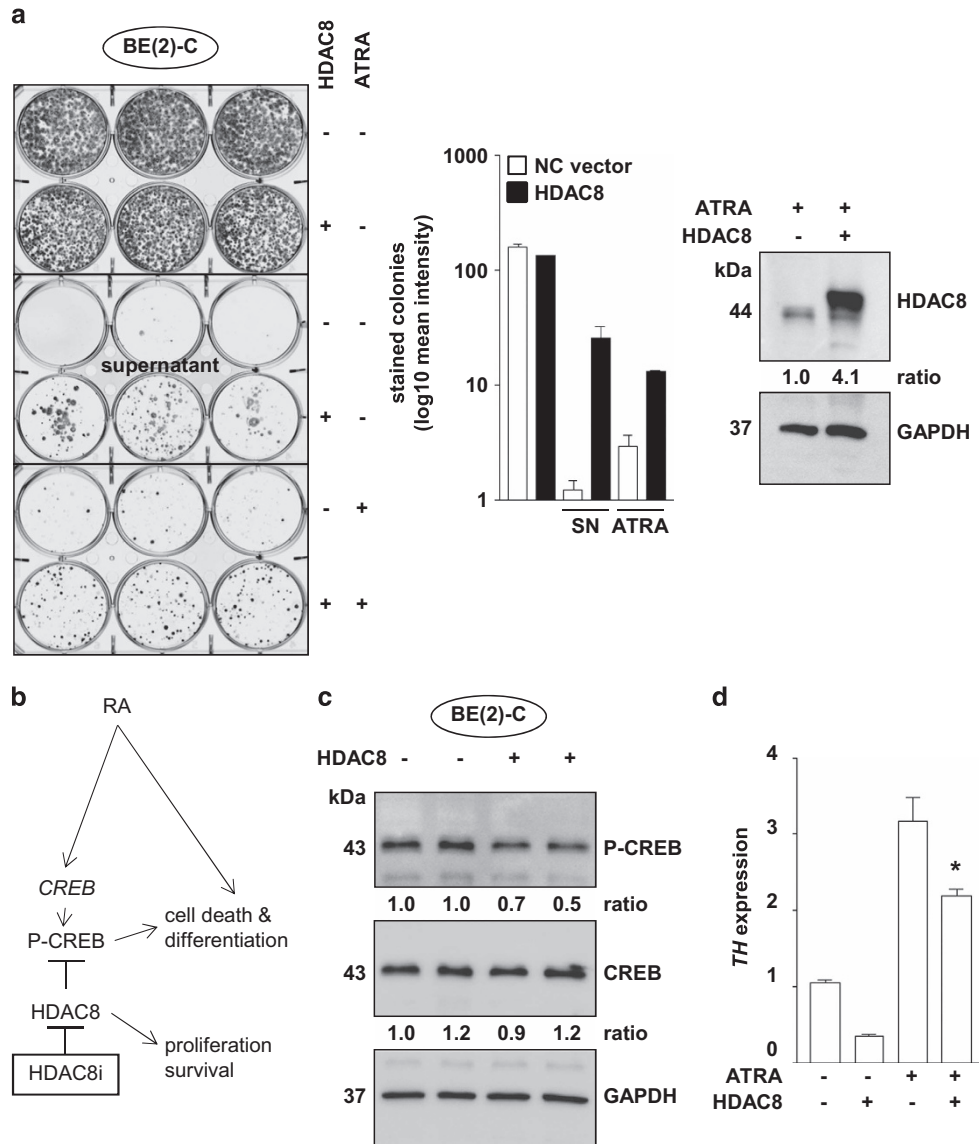 a
BE(2)-C
HDAC8
ATRA
- -
+ -
- -
supernatant
+ -
- +
+ +
1000
100
10
1
stained colonies
(log10 mean intensity)
NC vector
HDAC8
SN ATRA
ATRA + +
HDAC8 - +
kDa
44 HDAC8
1.0 4.1 ratio
37 GAPDH
b
RA
CREB
P-CREB
cell death &
differentiation
HDAC8
proliferation
survival
HDAC8i
c
BE(2)-C
HDAC8 - - + +
kDa
43 P-CREB
1.0 1.0 0.7 0.5 ratio
43 CREB
1.0 1.2 0.9 1.2 ratio
37 GAPDH
d
4
3
2
1
0
TH expression
*
ATRA - - + +
HDAC8 - + - +